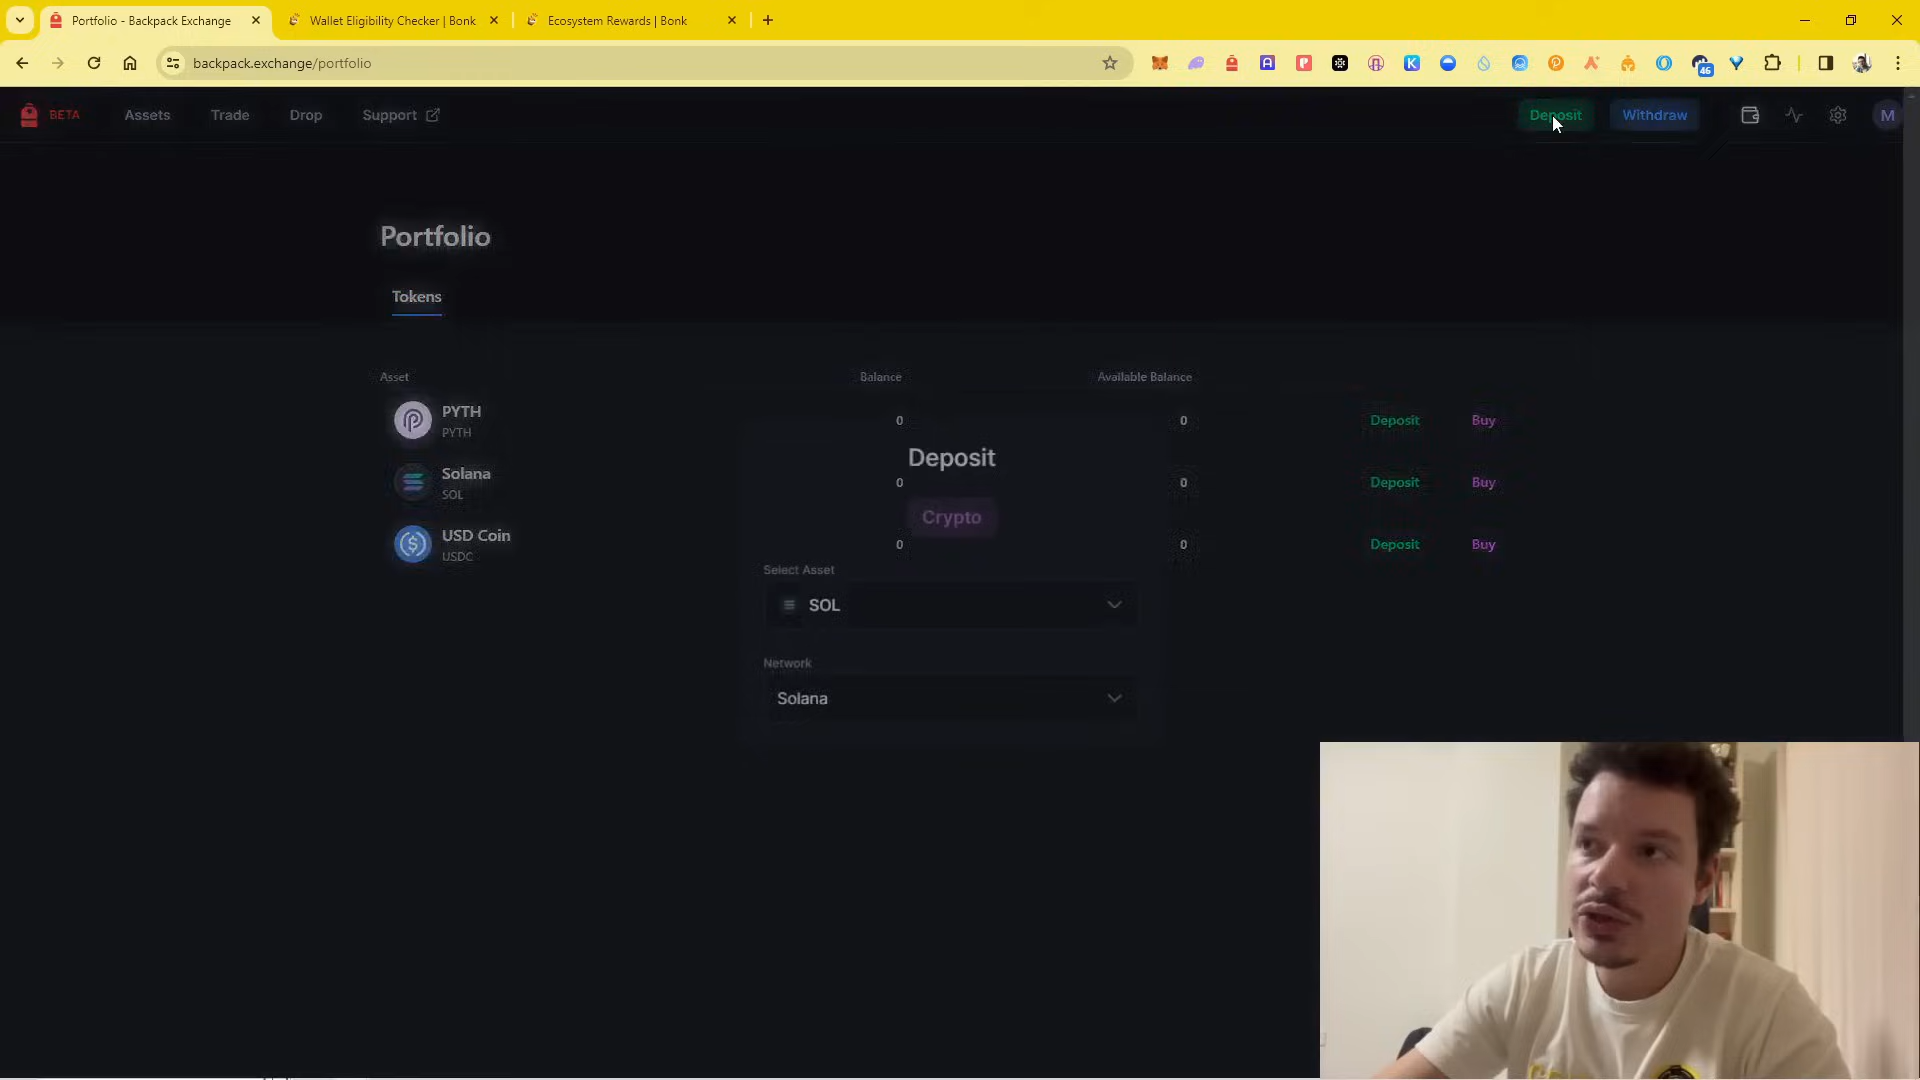 Portfolio - Backpack Exchange
Wallet Eligibility Checker | Bonk
Ecosystem Rewards | Bonk
backpack.exchange/portfolio
46
BETA
Assets
Trade
Drop
Support
Deposit
Withdraw
M
Portfolio
Tokens
Asset
Balance
Available Balance
PYTH
PYTH
0
0
Deposit
Buy
Solana
SOL
0
0
Deposit
Buy
USD Coin
USDC
0
0
Deposit
Buy
Deposit
Crypto
Select Asset
SOL
Network
Solana